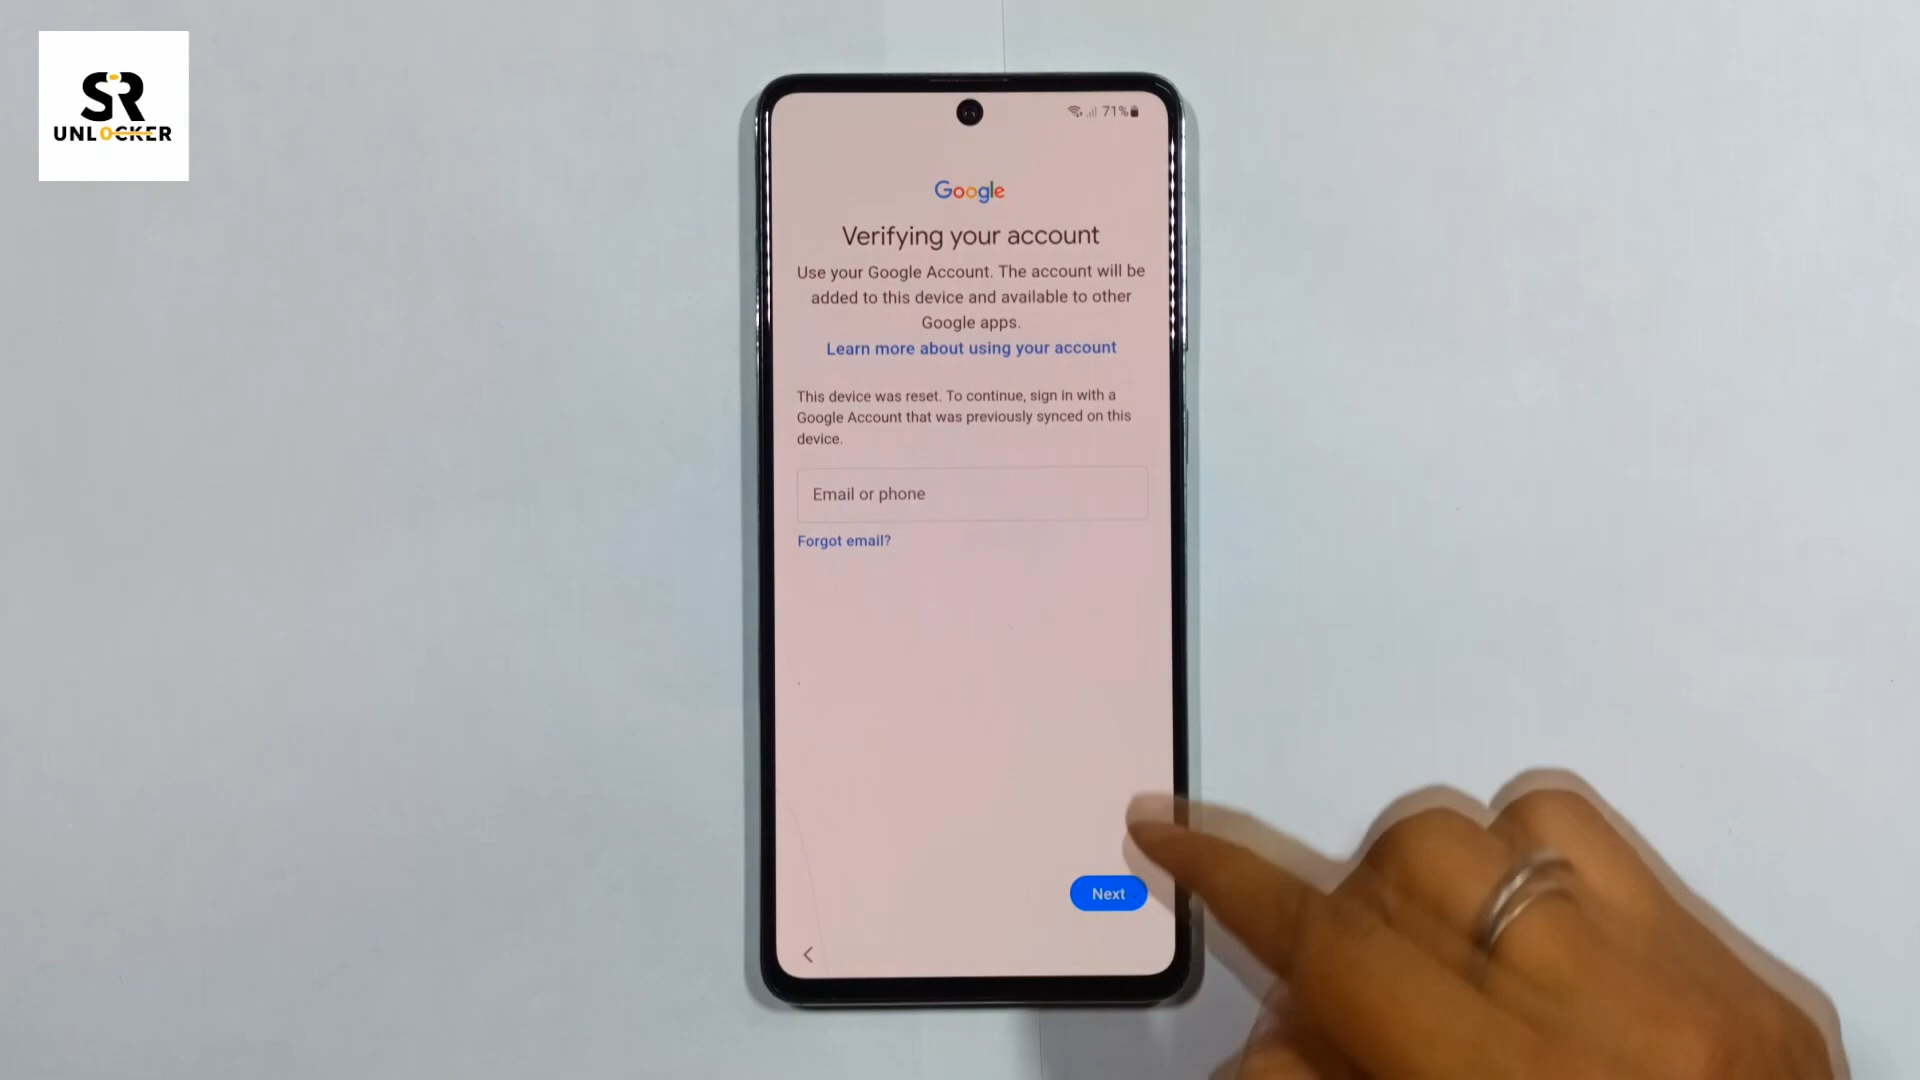 SR
UNLOCKER
71%
Google
Verifying your account
Use your Google Account. The account will be
added to this device and available to other
Google apps.
Learn more about using your account
This device was reset. To continue, sign in with a
Google Account that was previously synced on this
device.
Email or phone
Forgot email?
Next